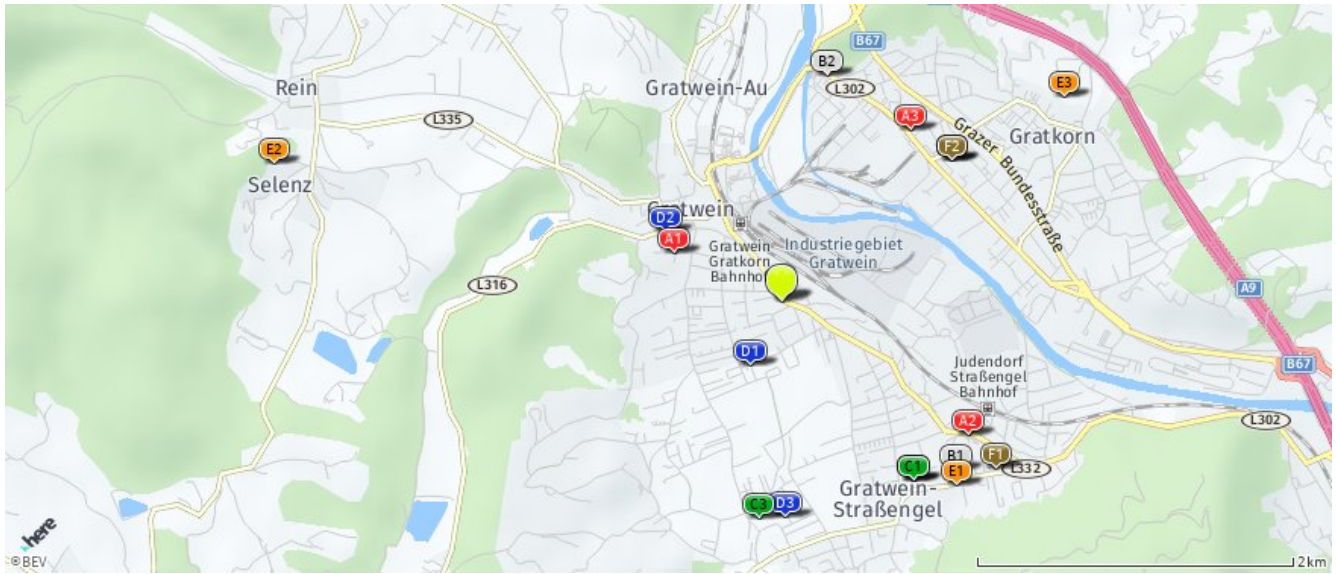 B67
B2
Rein
Gratwein-Au
L302
E3
A3
L335
Grazer Bundesstraße
Gratkorn
E2
F2
Selenz
D2
Gratwein
A1
Gratwein-
Gratkorn
Bahnhof
Industriegebiet
Gratwein
L316
A9
D1
Judendorf
Straßengel
Bahnhof
B67
A2
L302
B1
F1
C1
E1
L332
Gratwein-
Straßengel
C3
D3
here
©BEV
2km